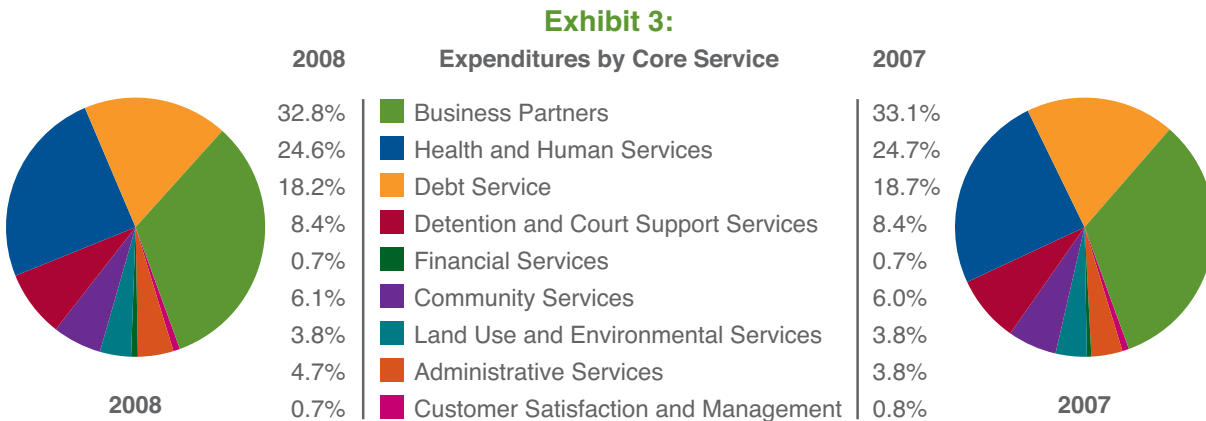 Exhibit 3:
2008 Expenditures by Core Service 2007
32.8% Business Partners 33.1%
24.6% Health and Human Services 24.7%
18.2% Debt Service 18.7%
8.4% Detention and Court Support Services 8.4%
0.7% Financial Services 0.7%
6.1% Community Services 6.0%
3.8% Land Use and Environmental Services 3.8%
4.7% Administrative Services 3.8%
0.7% Customer Satisfaction and Management 0.8%
2008
2007